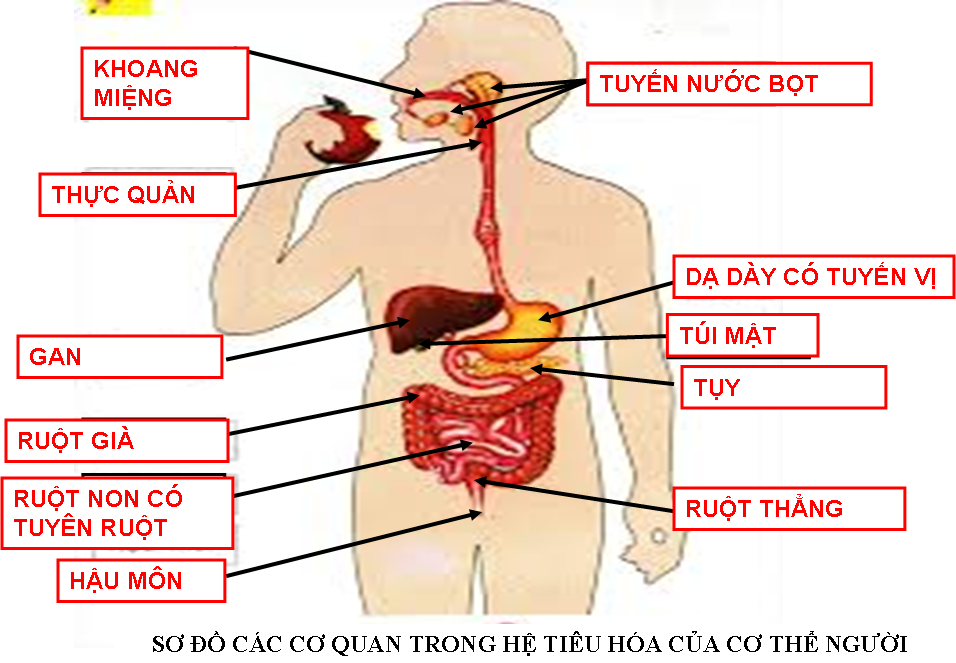 KHOANG
MIỆNG
TUYẾN NƯỚC BỌT
THỰC QUẢN
DẠ DÀY CÓ TUYẾN VỊ
TÚI MẬT
GAN
TỤY
RUỘT GIÀ
RUỘT NON CÓ
TUYÊN RUỘT
RUỘT THẲNG
HẬU MÔN
SƠ ĐỒ CÁC CƠ QUAN TRONG HỆ TIÊU HÓA CỦA CƠ THỂ NGƯỜI